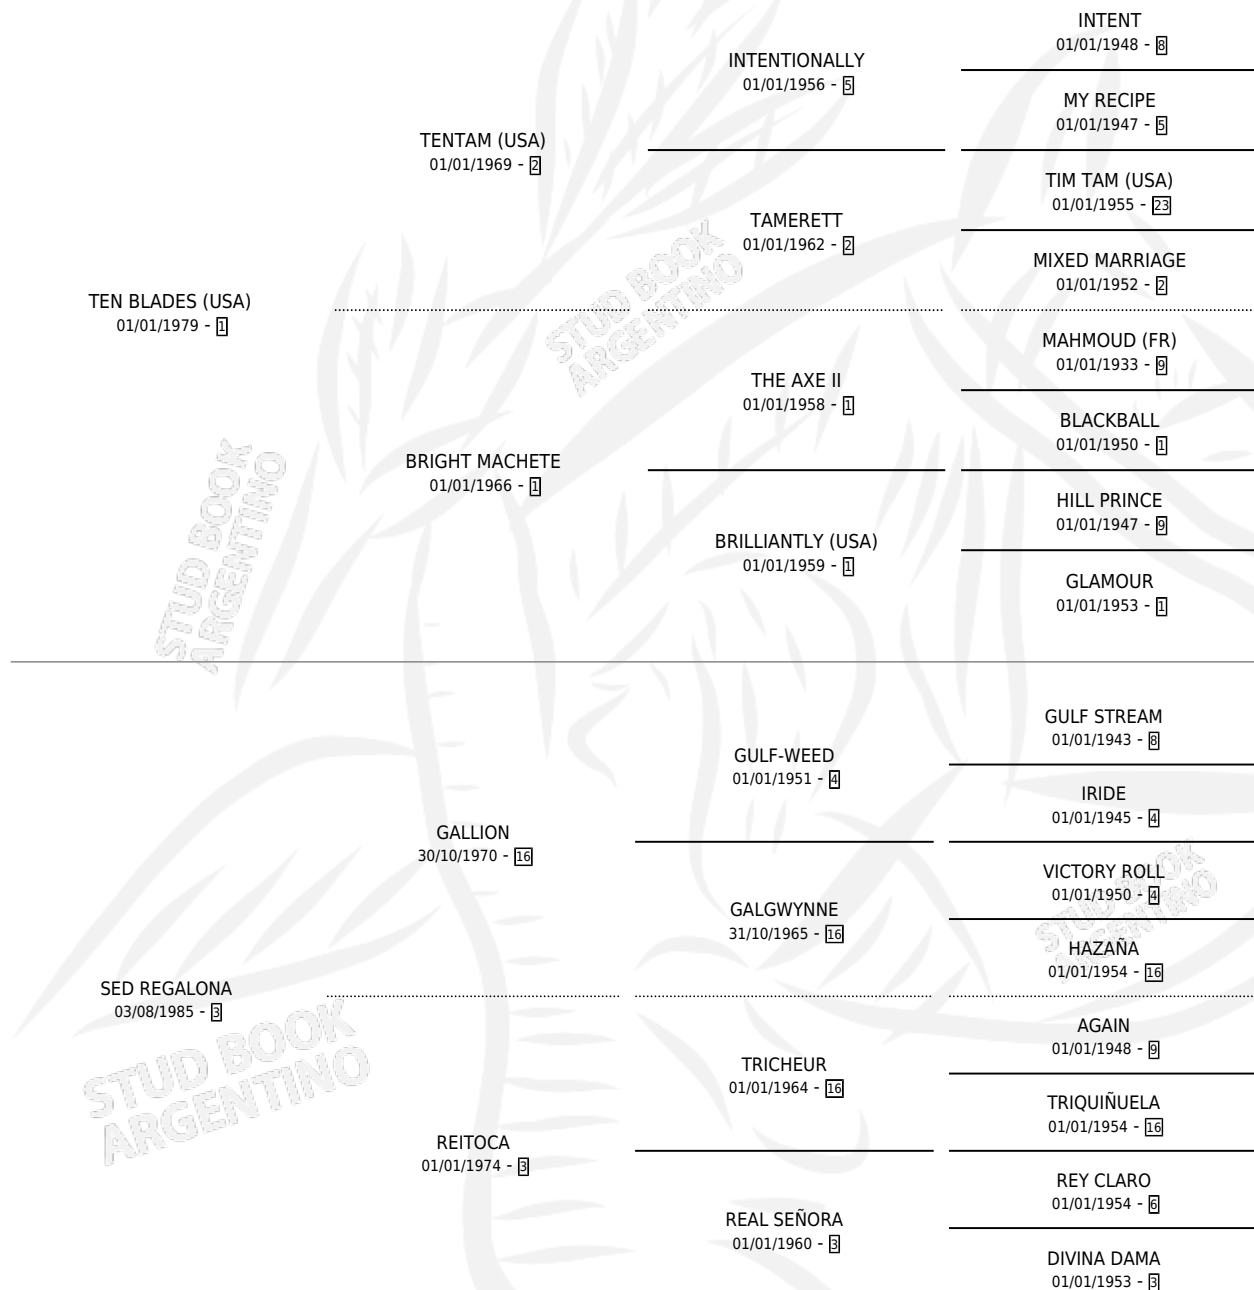 INTENT
01/01/1948 - 8
INTENTIONALLY
01/01/1956 - 5
MY RECIPE
01/01/1947 - 5
TENTAM (USA)
01/01/1969 - 2
TIM TAM (USA)
01/01/1955 - 23
TAMERETT
01/01/1962 - 2
MIXED MARRIAGE
01/01/1952 - 2
TEN BLADES (USA)
01/01/1979 - 1
MAHMOUD (FR)
01/01/1933 - 9
THE AXE II
01/01/1958 - 1
BLACKBALL
01/01/1950 - 1
BRIGHT MACHETE
01/01/1966 - 1
HILL PRINCE
01/01/1947 - 9
BRILLIANTLY (USA)
01/01/1959 - 1
GLAMOUR
01/01/1953 - 1
STUD BOOK
ARGENTINO
STUD BOOK
ARGENTINO
GULF STREAM
01/01/1943 - 8
GULF-WEED
01/01/1951 - 4
IRIDE
01/01/1945 - 4
GALLION
30/10/1970 - 16
VICTORY ROLL
01/01/1950 - 4
GALGWYNNE
31/10/1965 - 16
HAZAÑA
01/01/1954 - 16
SED REGALONA
03/08/1985 - 3
AGAIN
01/01/1948 - 9
TRICHEUR
01/01/1964 - 16
TRIQUIÑUELA
01/01/1954 - 16
REITOCA
01/01/1974 - 3
REY CLARO
01/01/1954 - 6
REAL SEÑORA
01/01/1960 - 3
DIVINA DAMA
01/01/1953 - 3
STUD BOOK
ARGENTINO
STUD BOOK
ARGENTINO